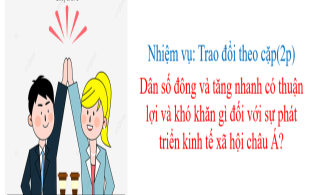 Nhiệm vụ: Trao đổi theo cặp(2p)
Dân số đông và tăng nhanh có thuận
lợi và khó khăn gì đối với sự phát
triển kinh tế xã hội châu Á?